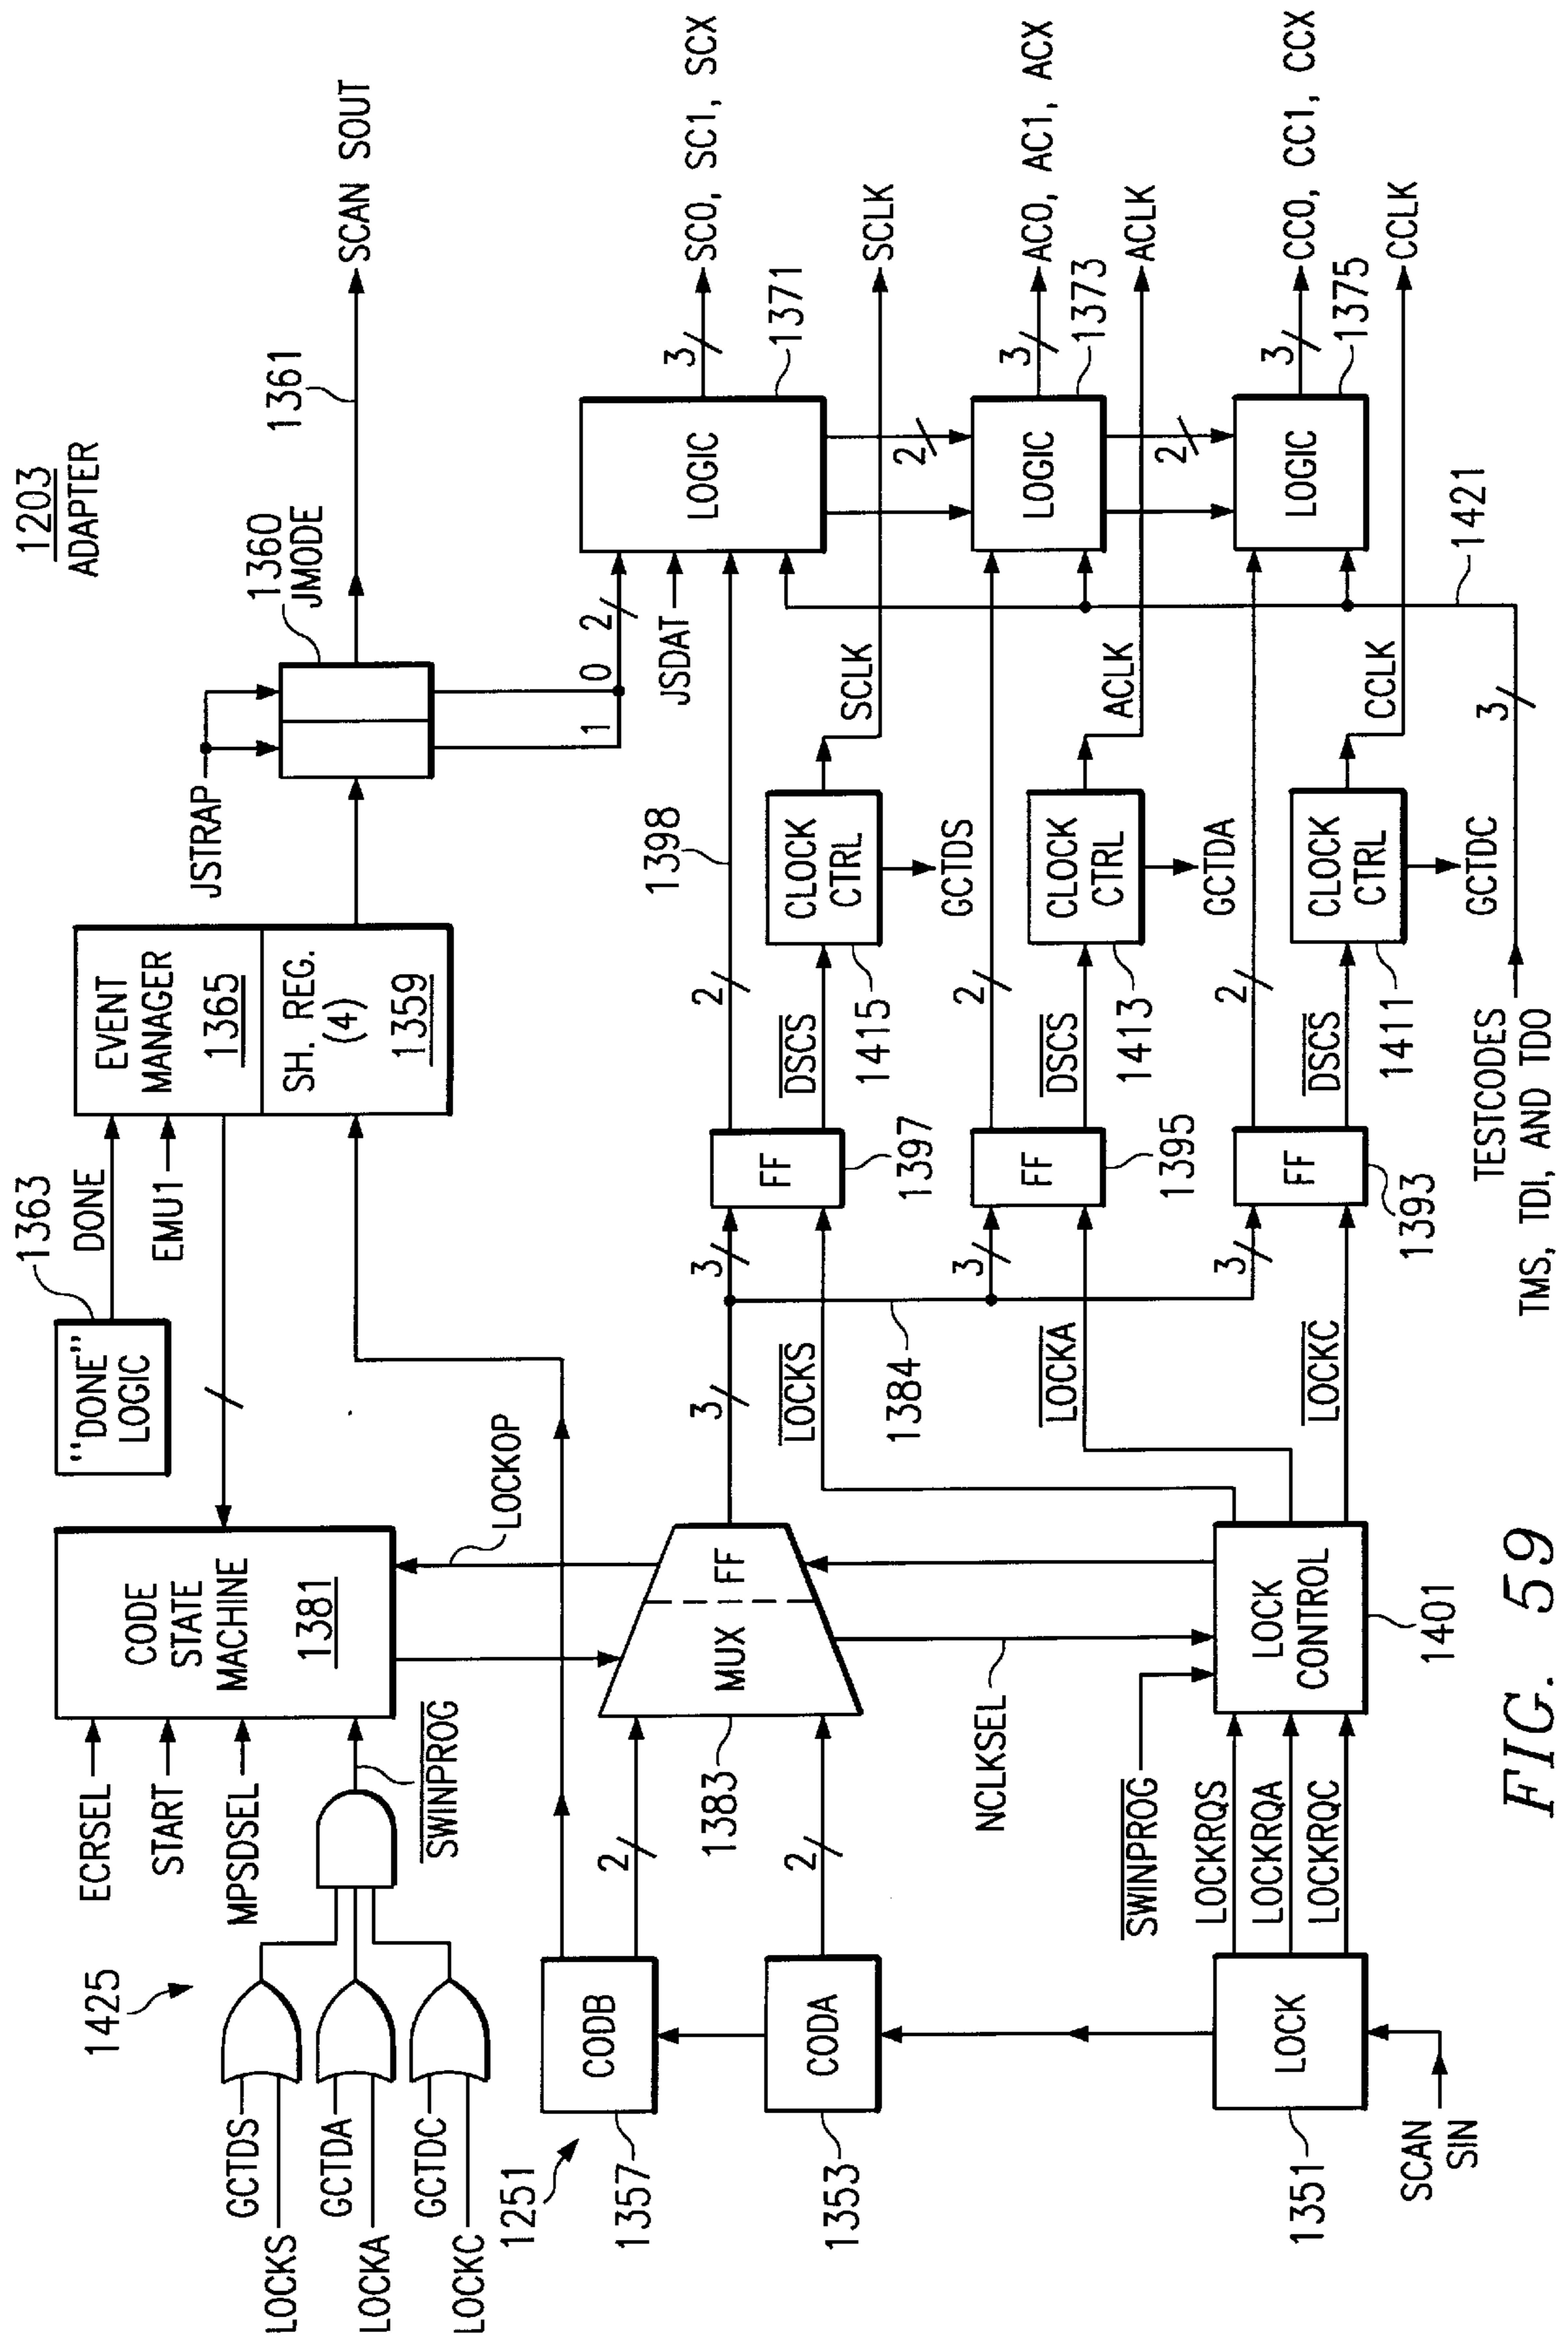 1203
ADAPTER
1425
GCTDS
LOCKS
GCTDA
LOCKA
GCTDC
LOCKC
ECRSEL
START
MPSDSEL
SWINPROG
CODE
STATE
MACHINE
1381
"DONE"
LOGIC
1363
DONE
EMU1
EVENT
MANAGER
1365
SH. REG.
(4)
1359
JSTRAP
1360
JMODE
1361
SCAN SOUT
1
0
2
JSDAT
LOCKOP
1251
CODB
1357
2
CODA
1353
2
MUX
FF
1383
NCLKSEL
3
1384
LOCKS
LOCKA
LOCKC
3
3
3
FF
1397
FF
1395
FF
1393
2
1398
2
2
DSCS
DSCS
DSCS
CLOCK
CTRL
1415
CLOCK
CTRL
1413
CLOCK
CTRL
1411
GCTDS
GCTDA
GCTDC
SCLK
ACLK
CCLK
LOGIC
1371
LOGIC
1373
LOGIC
1375
2
2
3
SC0, SC1, SCX
SCLK
3
AC0, AC1, ACX
ACLK
3
CC0, CC1, CCX
CCLK
1421
3
TESTCODES
TMS, TDI, AND TDO
SCAN
SIN
LOCK
1351
LOCKRQS
LOCKRQA
LOCKRQC
SWINPROG
LOCK
CONTROL
1401
FIG. 59